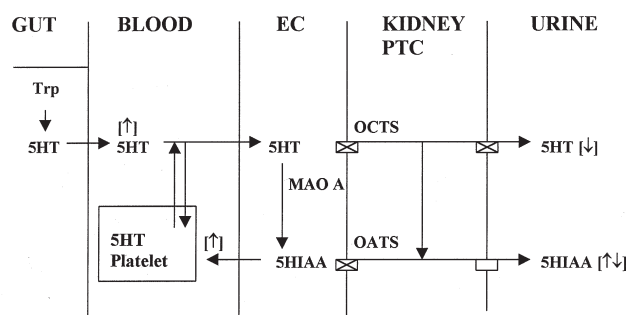 GUT BLOOD EC KIDNEY PTC URINE
Trp
[↑]
5HT 5HT 5HT OCTS 5HT [↓]
MAO A
5HT Platelet
[↑]
5HIAA OATS 5HIAA [↑↓]